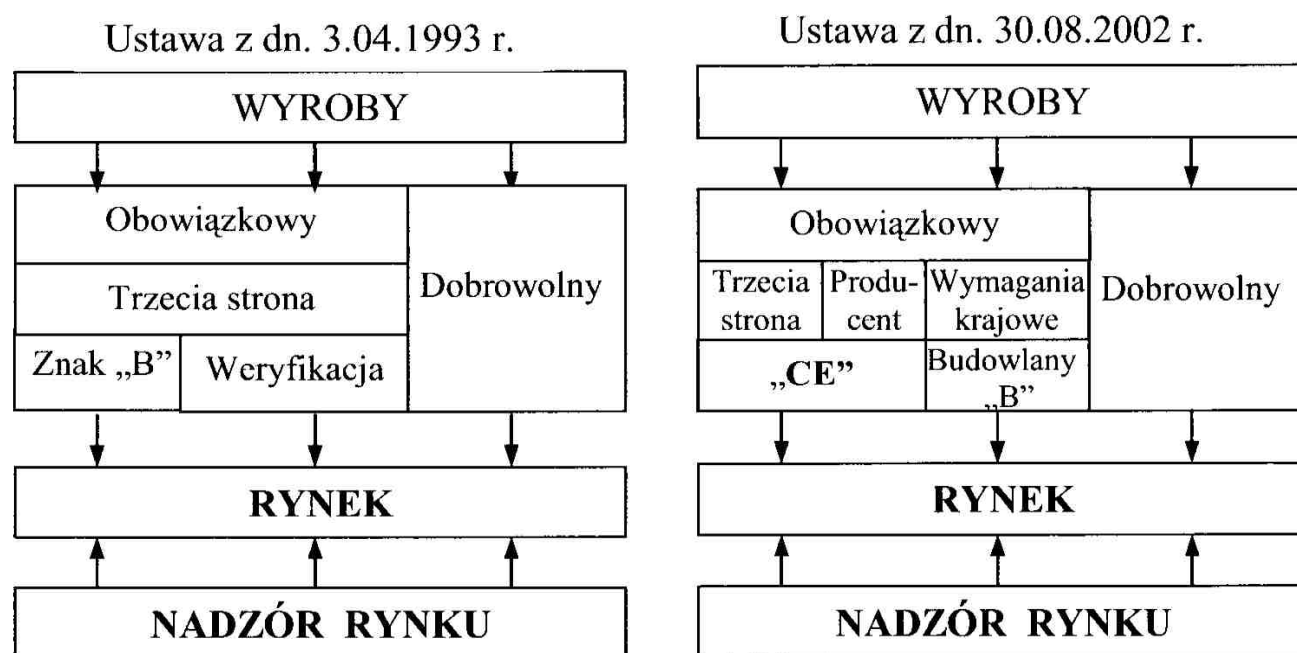 Ustawa z dn. 3.04.1993 r.
WYROBY
Obowiązkowy
Trzecia strona
Dobrowolny
Znak „B”
Weryfikacja
RYNEK
NADZÓR RYNKU
Ustawa z dn. 30.08.2002 r.
WYROBY
Obowiązkowy
Trzecia
strona
Produ-
cent
Wymagania
krajowe
Dobrowolny
„CE”
Budowlany
„B”
RYNEK
NADZÓR RYNKU